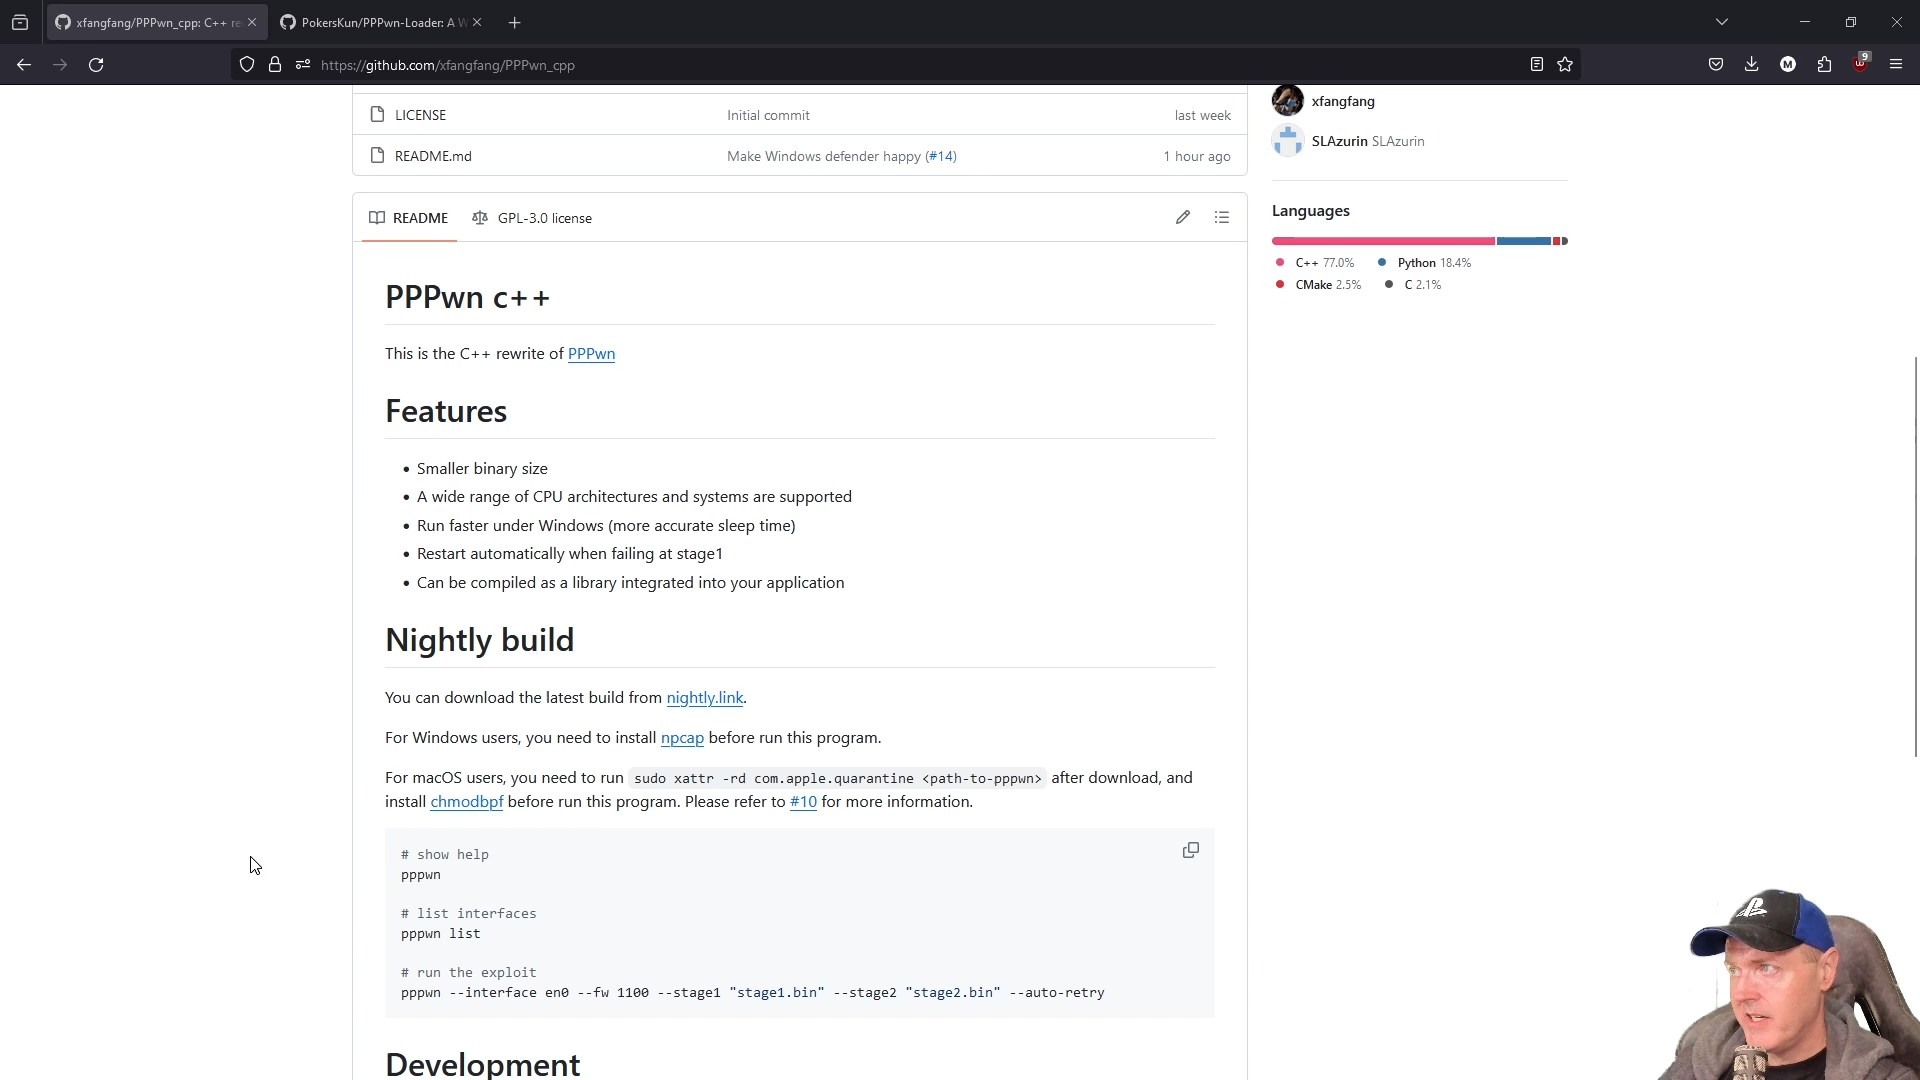 xfangfang/PPPwn_cpp: C++ re
PokersKun/PPPwn-Loader: A W
https://github.com/xfangfang/PPPwn_cpp
M
9
LICENSE
Initial commit
last week
README.md
Make Windows defender happy (#14)
1 hour ago
xfangfang
SLAzurin SLAzurin
README
GPL-3.0 license
Languages
C++ 77.0%
Python 18.4%
CMake 2.5%
C 2.1%
PPPwn c++
This is the C++ rewrite of PPPwn
Features
• Smaller binary size
• A wide range of CPU architectures and systems are supported
• Run faster under Windows (more accurate sleep time)
• Restart automatically when failing at stage1
• Can be compiled as a library integrated into your application
Nightly build
You can download the latest build from nightly.link.
For Windows users, you need to install npcap before run this program.
For macOS users, you need to run sudo xattr -rd com.apple.quarantine <path-to-pppwn> after download, and
install chmodbpf before run this program. Please refer to #10 for more information.
# show help
pppwn
# list interfaces
pppwn list
# run the exploit
pppwn --interface en0 --fw 1100 --stage1 "stage1.bin" --stage2 "stage2.bin" --auto-retry
Development